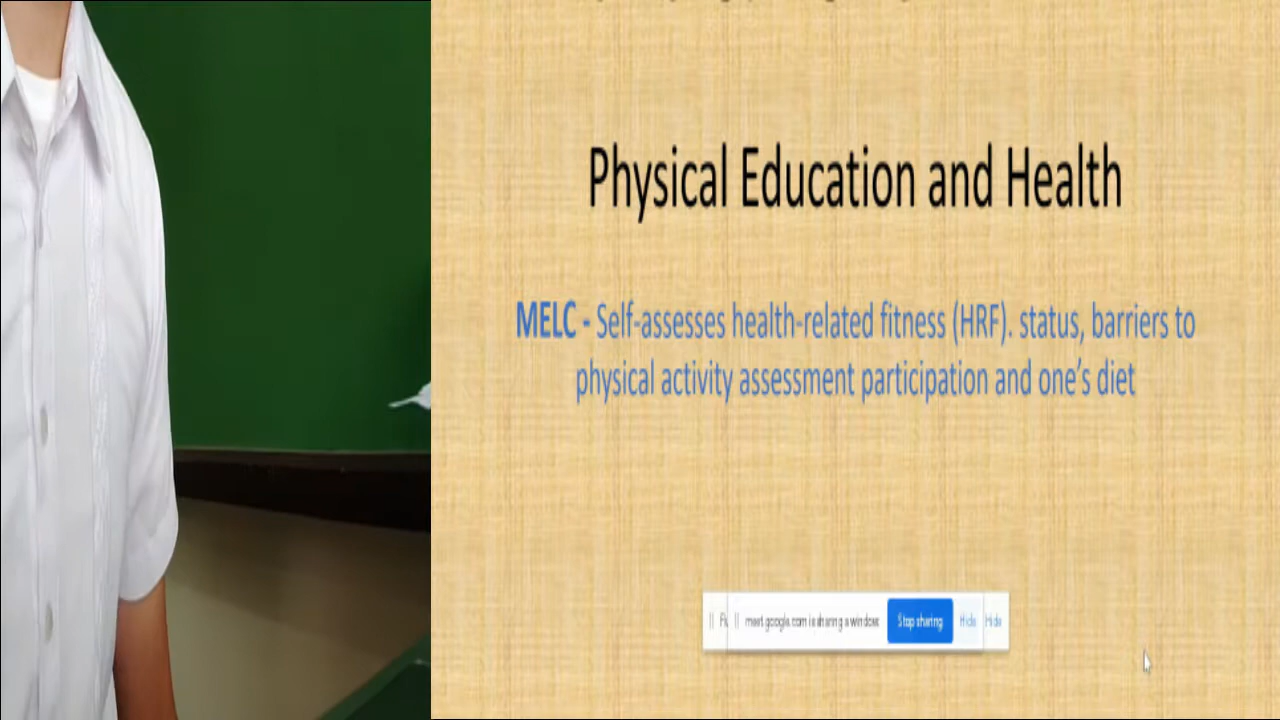 Physical Education and Health
MELC - Self-assesses health-related fitness (HRF). status, barriers to
physical activity assessment participation and one's diet
meet.google.com is sharing a window. Stop sharing Hide Hide